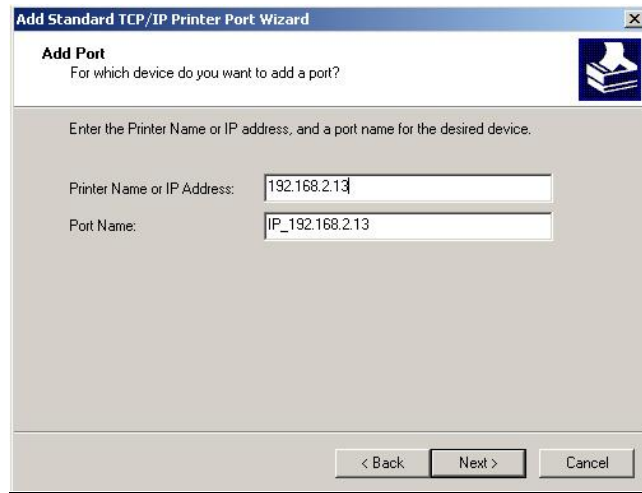 Add Standard TCP/IP Printer Port Wizard
Add Port
For which device do you want to add a port?
Enter the Printer Name or IP address, and a port name for the desired device.
Printer Name or IP Address: 192.168.2.13
Port Name: IP_192.168.2.13
< Back Next > Cancel